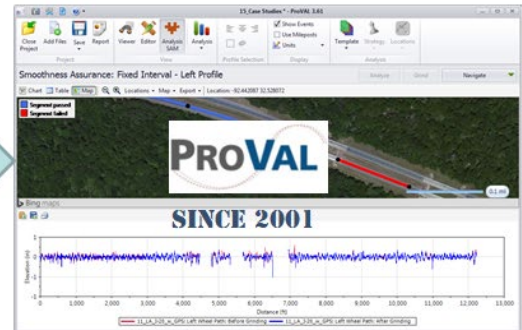 15_Case Studies* - ProVAL 3.61
Close Project
Add Files
Save
Report
Viewer
Editor
Analysis SAM
Analysis
Show Events
Use Mileposts
Units
Template
Strategy
Locations
Project
View
Profile Selection
Display
Analysis
Smoothness Assurance: Fixed Interval - Left Profile
Analyze
Grind
Navigate
Chart
Table
Map
Locations
Map
Export
Location: -92.442087 32.528072
Segment passed
Segment failed
PROVAL
0.1 mi
Bing maps
SINCE 2001
Elevation (in)
1
0
-1
-2
0
1,000
2,000
3,000
4,000
5,000
6,000
7,000
8,000
9,000
10,000
11,000
12,000
13,000
Distance (ft)
Left Wheel Path: Before Grinding
Left Wheel Path: After Grinding